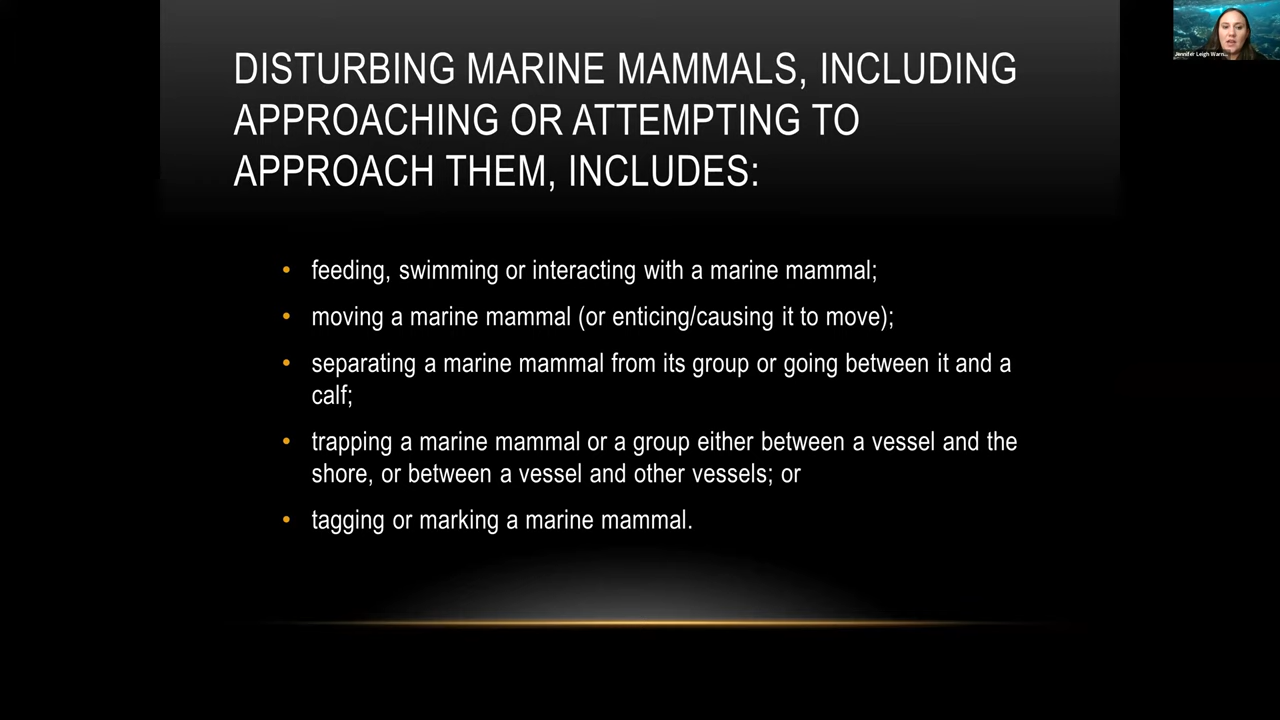 DISTURBING MARINE MAMMALS, INCLUDING
APPROACHING OR ATTEMPTING TO
APPROACH THEM, INCLUDES:
• feeding, swimming or interacting with a marine mammal;
• moving a marine mammal (or enticing/causing it to move);
• separating a marine mammal from its group or going between it and a
calf;
• trapping a marine mammal or a group either between a vessel and the
shore, or between a vessel and other vessels; or
• tagging or marking a marine mammal.
Jennifer Leigh